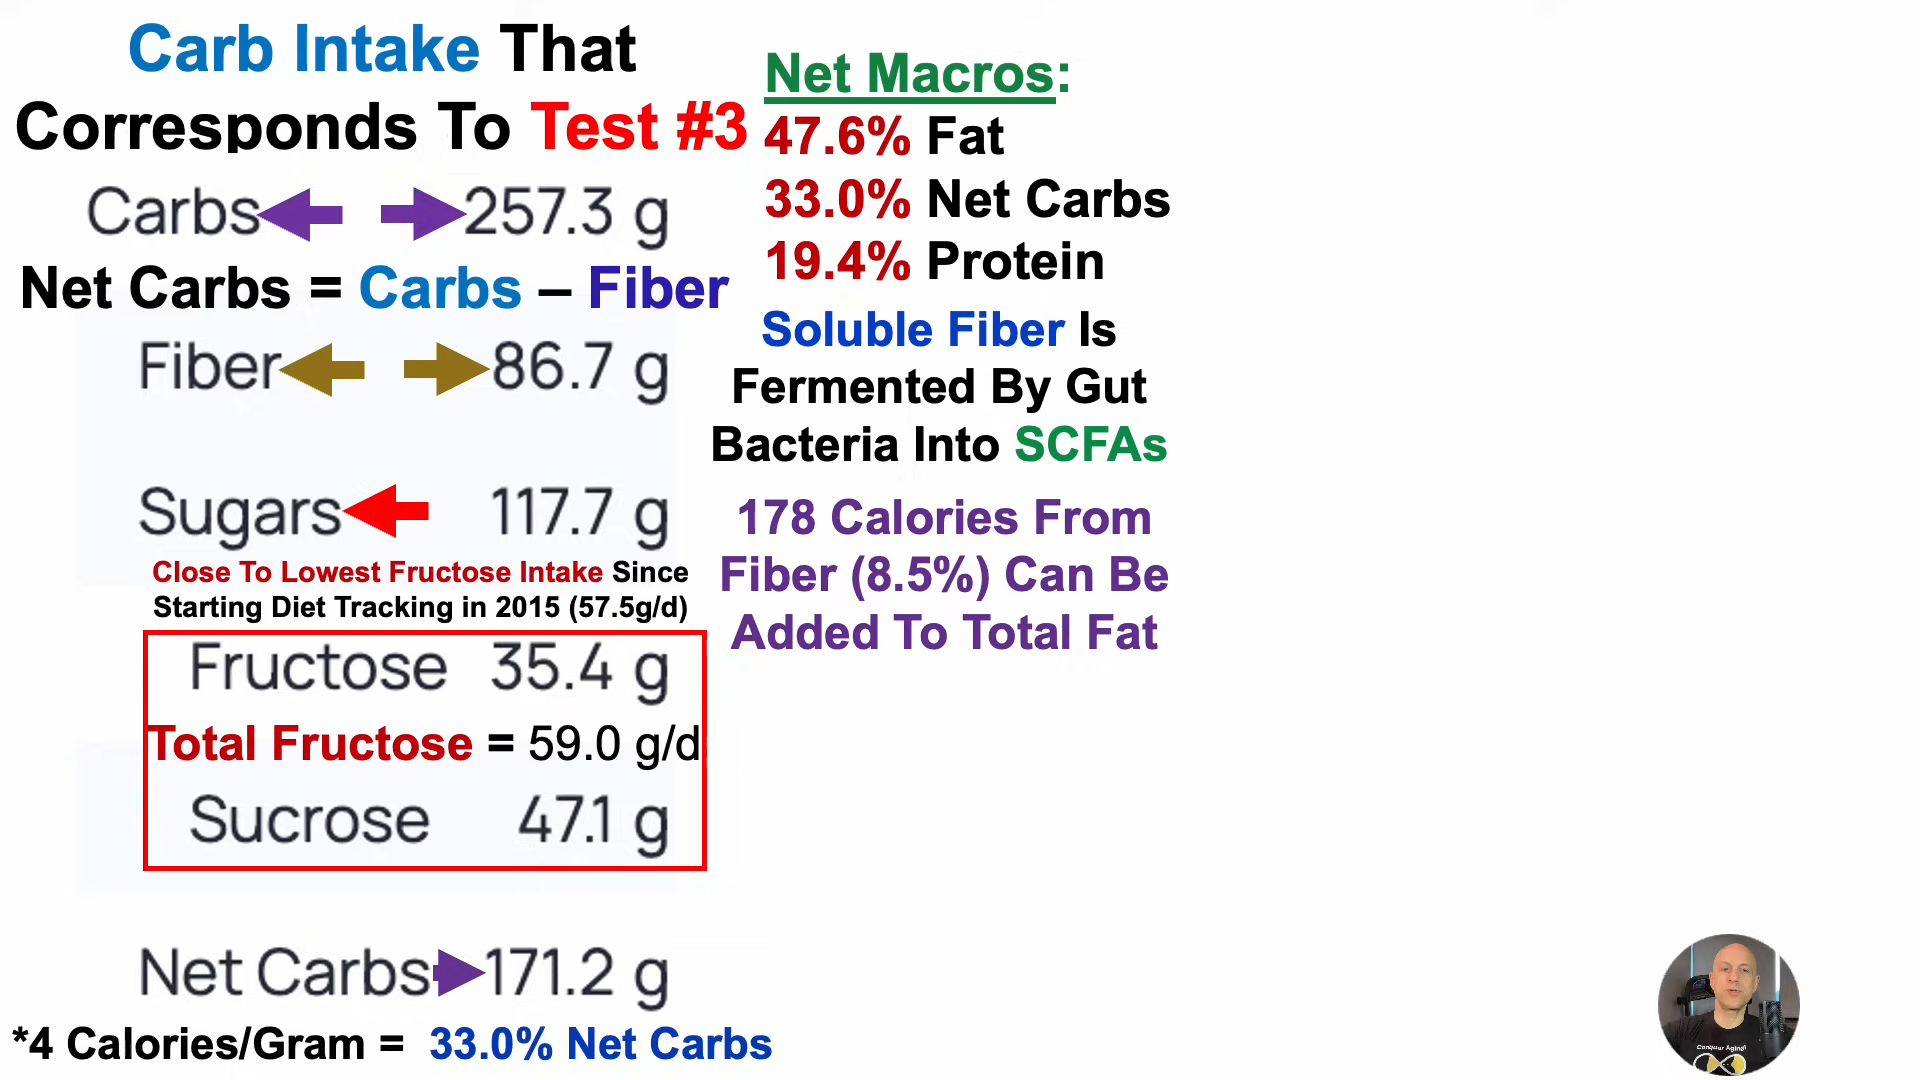 Carb Intake That
Corresponds To Test #3
Carbs 257.3 g
Net Carbs = Carbs – Fiber
Fiber 86.7 g
Sugars 117.7 g
Close To Lowest Fructose Intake Since
Starting Diet Tracking in 2015 (57.5g/d)
Fructose 35.4 g
Total Fructose = 59.0 g/d
Sucrose 47.1 g
Net Carbs 171.2 g
*4 Calories/Gram = 33.0% Net Carbs
Net Macros:
47.6% Fat
33.0% Net Carbs
19.4% Protein
Soluble Fiber Is
Fermented By Gut
Bacteria Into SCFAs
178 Calories From
Fiber (8.5%) Can Be
Added To Total Fat
Conquer Aging